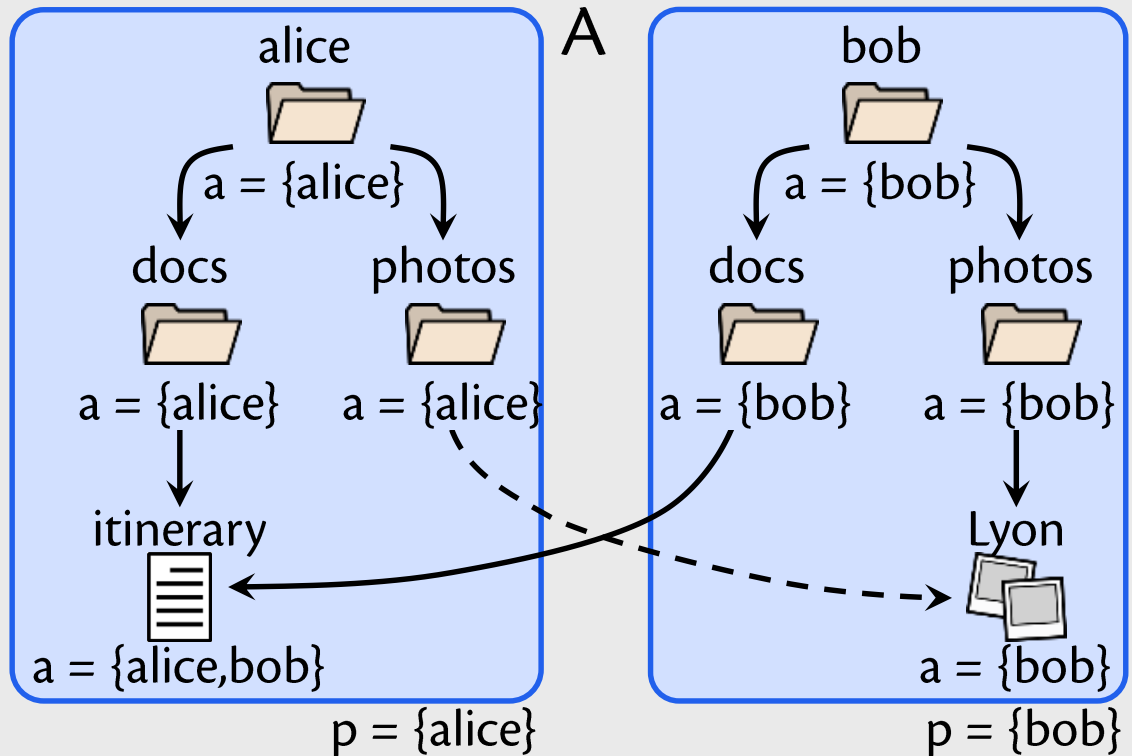 A
alice
a = {alice}
docs
photos
a = {alice}
a = {alice}
itinerary
a = {alice,bob}
p = {alice}
bob
a = {bob}
docs
photos
a = {bob}
a = {bob}
Lyon
a = {bob}
p = {bob}